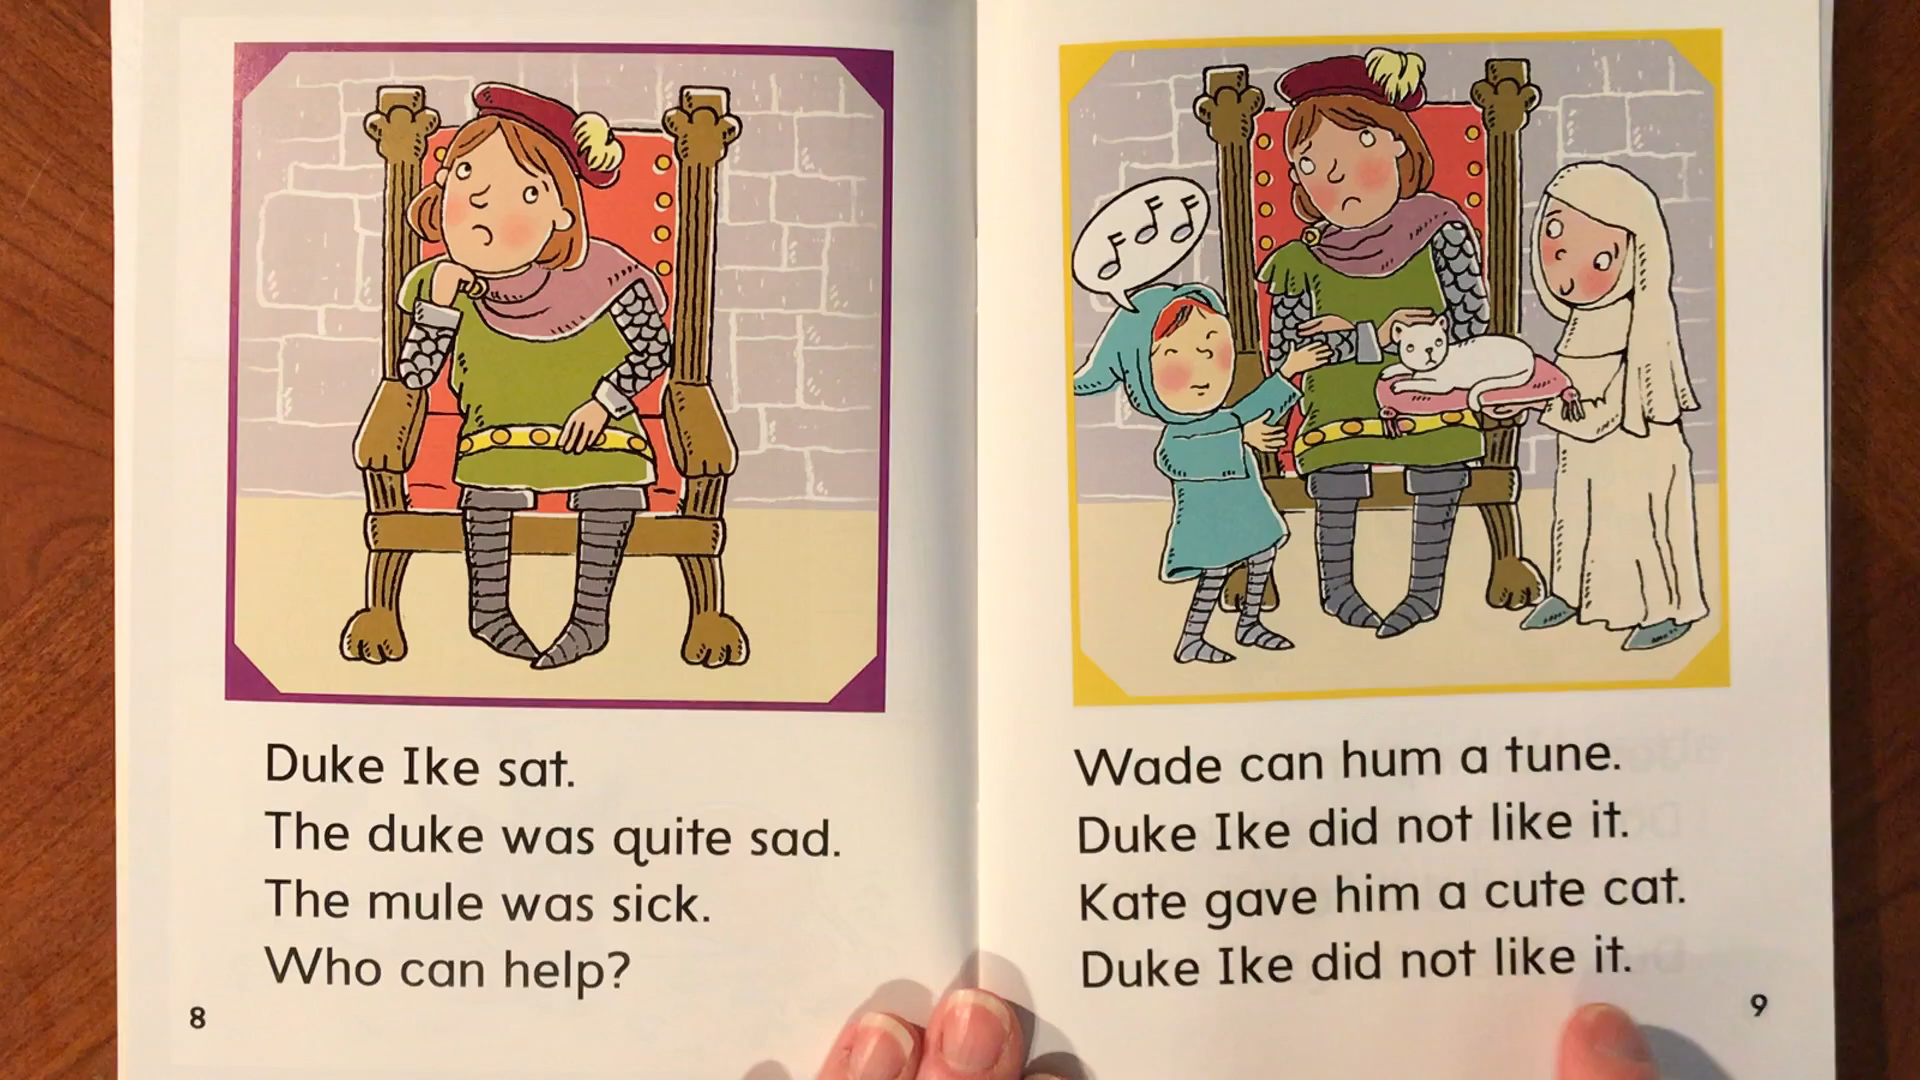 Duke Ike sat.
The duke was quite sad.
The mule was sick.
Who can help?
8
Wade can hum a tune.
Duke Ike did not like it.
Kate gave him a cute cat.
Duke Ike did not like it.
9